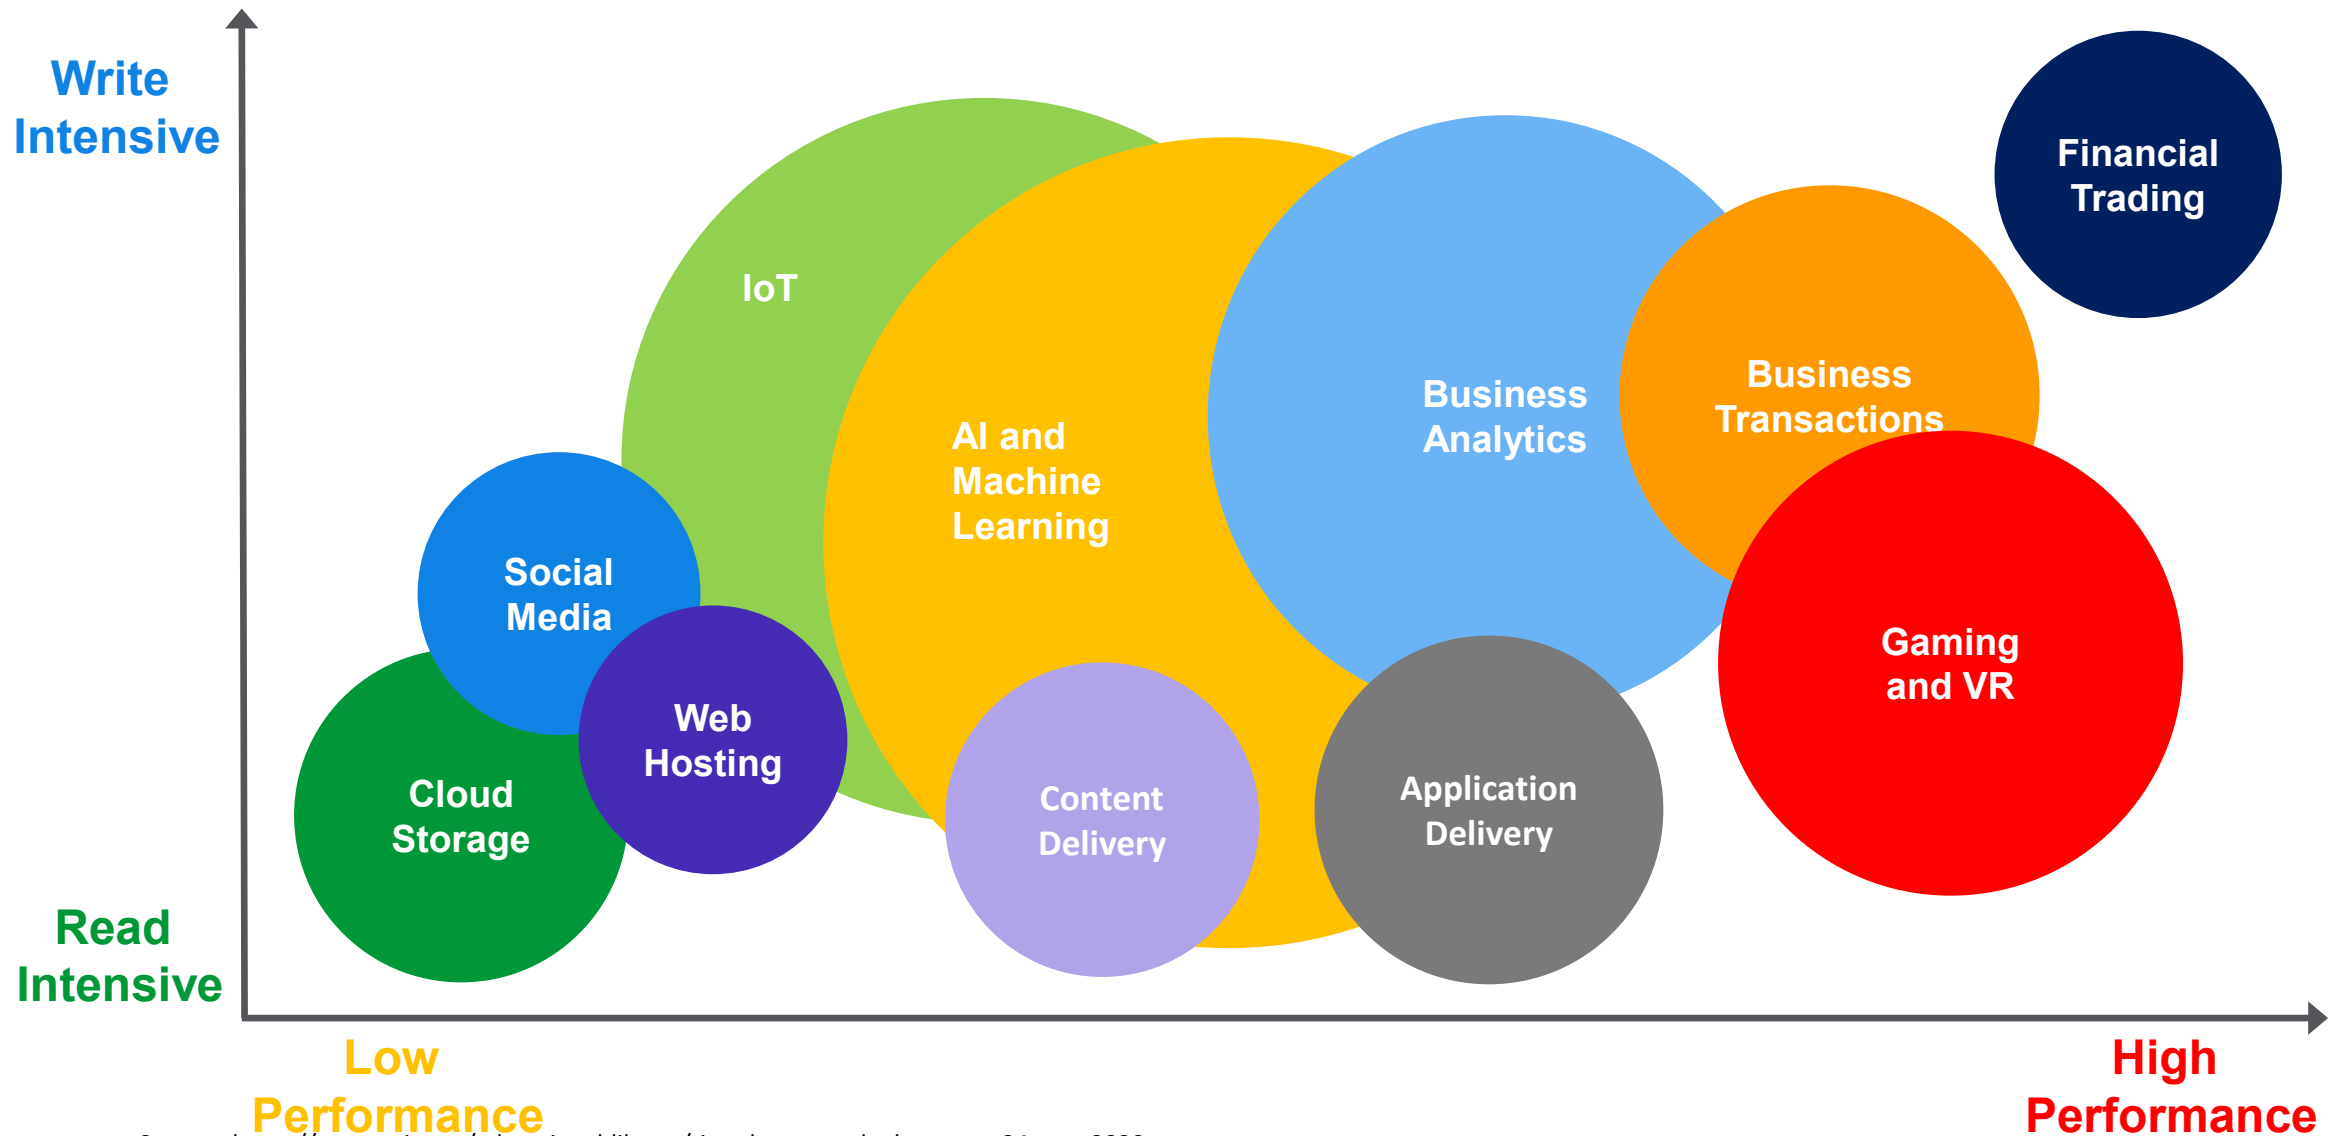 Write
Intensive
Financial
Trading
IoT
Business
Transactions
Business
Analytics
AI and
Machine
Learning
Social
Media
Gaming
and VR
Web
Hosting
Cloud
Storage
Content
Delivery
Application
Delivery
Read
Intensive
Low
Performance
High
Performance